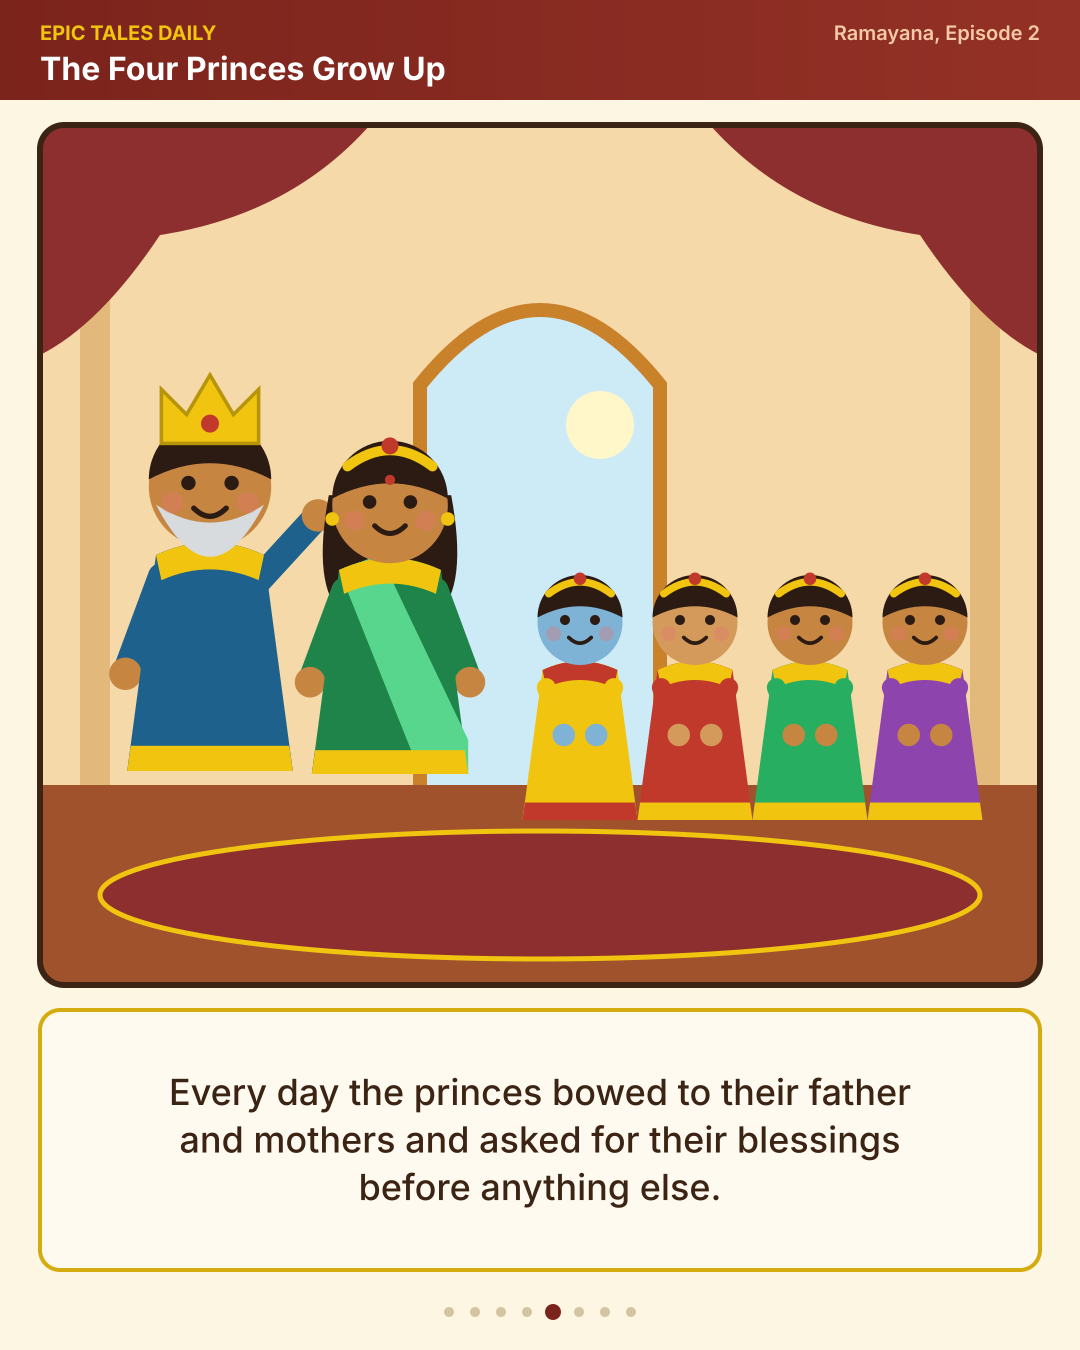 EPIC TALES DAILY
Ramayana, Episode 2
The Four Princes Grow Up
Every day the princes bowed to their father
and mothers and asked for their blessings
before anything else.